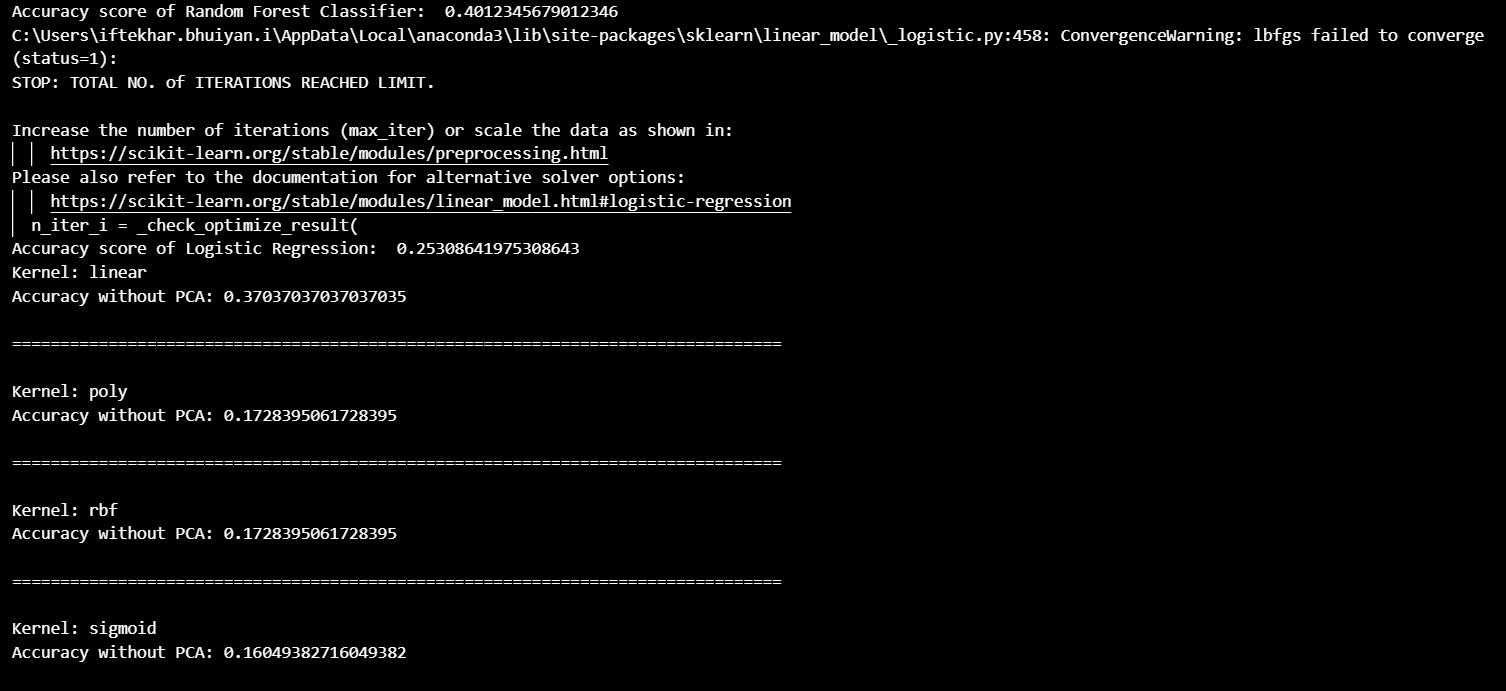 Accuracy score of Random Forest Classifier:  0.4012345679012346
C:\Users\iftekhar.bhuiyan.i\AppData\Local\anaconda3\lib\site-packages\sklearn\linear_model\_logistic.py:458: ConvergenceWarning: lbfgs failed to converge
(status=1):
STOP: TOTAL NO. of ITERATIONS REACHED LIMIT.

Increase the number of iterations (max_iter) or scale the data as shown in:
    https://scikit-learn.org/stable/modules/preprocessing.html
Please also refer to the documentation for alternative solver options:
    https://scikit-learn.org/stable/modules/linear_model.html#logistic-regression
  n_iter_i = _check_optimize_result(
Accuracy score of Logistic Regression:  0.25308641975308643
Kernel: linear
Accuracy without PCA: 0.37037037037037035

================================================================================

Kernel: poly
Accuracy without PCA: 0.1728395061728395

================================================================================

Kernel: rbf
Accuracy without PCA: 0.1728395061728395

================================================================================

Kernel: sigmoid
Accuracy without PCA: 0.16049382716049382